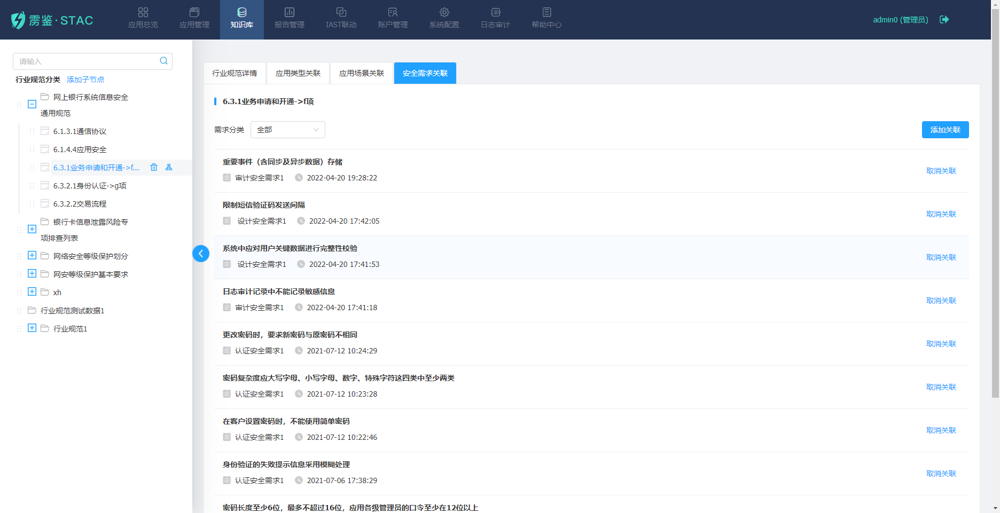 雳鉴·STAC
应用总览
应用管理
知识库
报告管理
IAST联动
账户管理
系统配置
日志审计
帮助中心
admin0 (管理员)
请输入
行业规范分类 添加子节点
网上银行系统信息安全
通用规范
6.1.3.1通信协议
6.1.4.4应用安全
6.3.1业务申请和开通->f...
6.3.2.1身份认证->g项
6.3.2.2交易流程
银行卡信息泄露风险专
项排查列表
网络安全等级保护划分
网安等级保护基本要求
xh
行业规范测试数据1
行业规范1
行业规范详情
应用类型关联
应用场景关联
安全需求关联
6.3.1业务申请和开通->f项
需求分类 全部
添加关联
重要事件（含同步及异步数据）存储
审计安全需求1 2022-04-20 19:28:22
取消关联
限制短信验证码发送间隔
设计安全需求1 2022-04-20 17:42:05
取消关联
系统中应对用户关键数据进行完整性校验
设计安全需求1 2022-04-20 17:41:53
取消关联
日志审计记录中不能记录敏感信息
审计安全需求1 2022-04-20 17:41:18
取消关联
更改密码时，要求新密码与原密码不相同
认证安全需求1 2021-07-12 10:24:29
取消关联
密码复杂度应大写字母、小写字母、数字、特殊字符这四类中至少两类
认证安全需求1 2021-07-12 10:23:28
取消关联
在客户设置密码时，不能使用简单密码
认证安全需求1 2021-07-12 10:22:46
取消关联
身份验证的失败提示信息采用模糊处理
认证安全需求1 2021-07-06 17:38:29
取消关联
密码长度至少6位，最多不超过16位，应用各级管理员的口令至少在12位以上